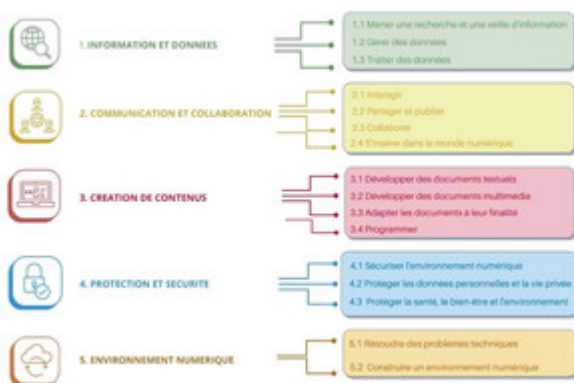 1.INFORMATION ET DONNEES
1.1 Mener une recherche et une veille d'information
1.2 Gérer des données
1.3 Traiter des données
2. COMMUNICATION ET COLLABORATION
2.1 Interagir
2.2 Partager et publier
2.3 Collaborer
2.4 S'insérer dans le monde numérique
3. CREATION DE CONTENUS
3.1 Développer des documents textuels
3.2 Développer des documents multimédia
3.3 Adapter les documents à leur finalité
3.4 Programmer
4. PROTECTION ET SECURITE
4.1 Sécuriser l'environnement numérique
4.2 Protéger les données personnelles et la vie privée
4.3 Protéger la santé, le bien-être et l'environnement
5. ENVIRONNEMENT NUMERIQUE
5.1 Résoudre des problèmes techniques
5.2 Construire un environnement numérique